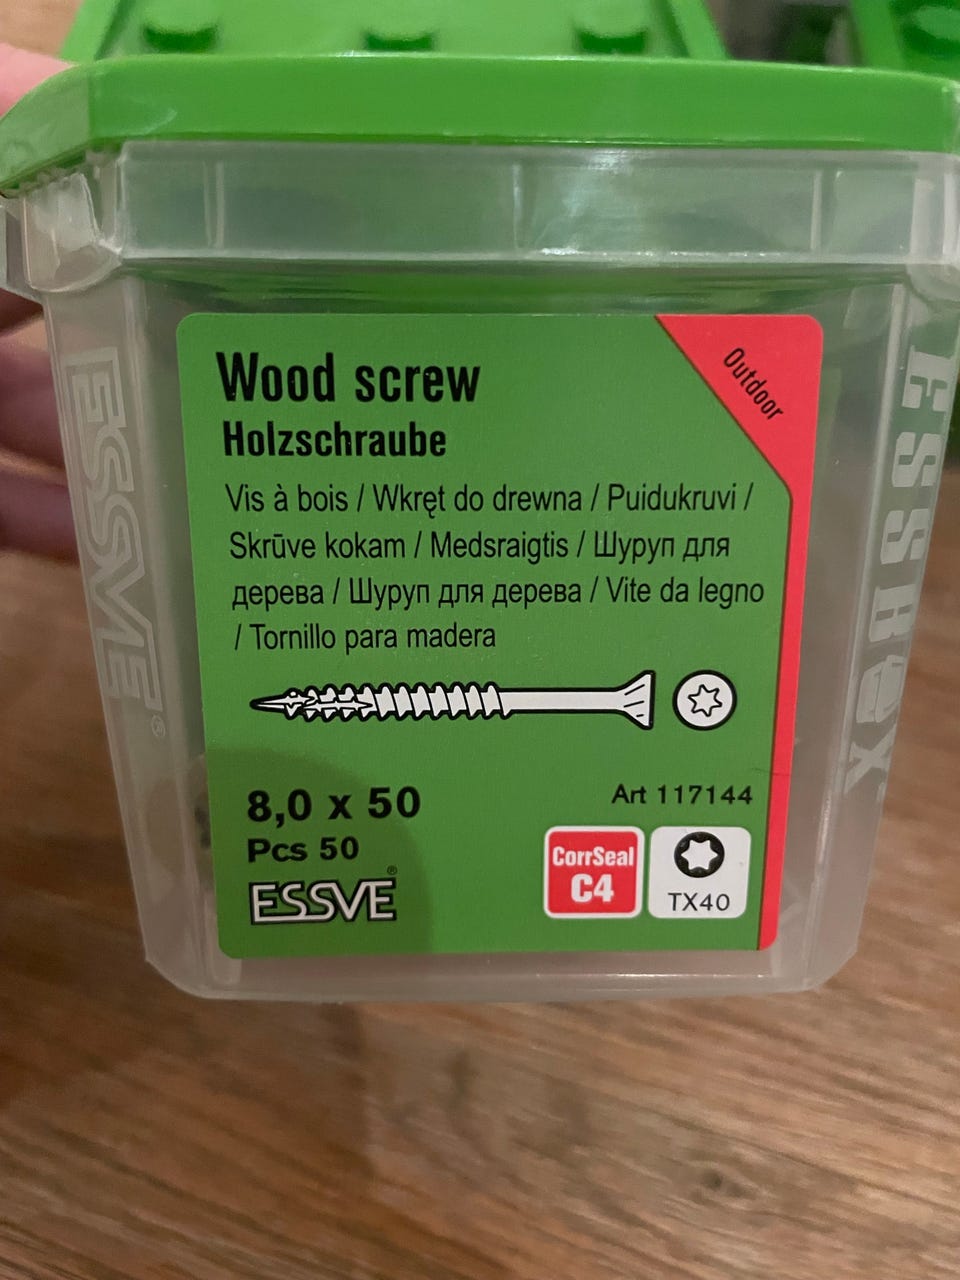 Wood screw
Holzschraube
Outdoor
Vis à bois / Wkręt do drewna / Puidukruvi /
Skrūve kokam / Medsraigtis / Шуруп для
дерева / Шуруп для дерева / Vite da legno
/ Tornillo para madera
8,0 x 50
Art 117144
Pcs 50
ESSVE®
CorrSeal
C4
TX40
ESSVE®
ESSBOX